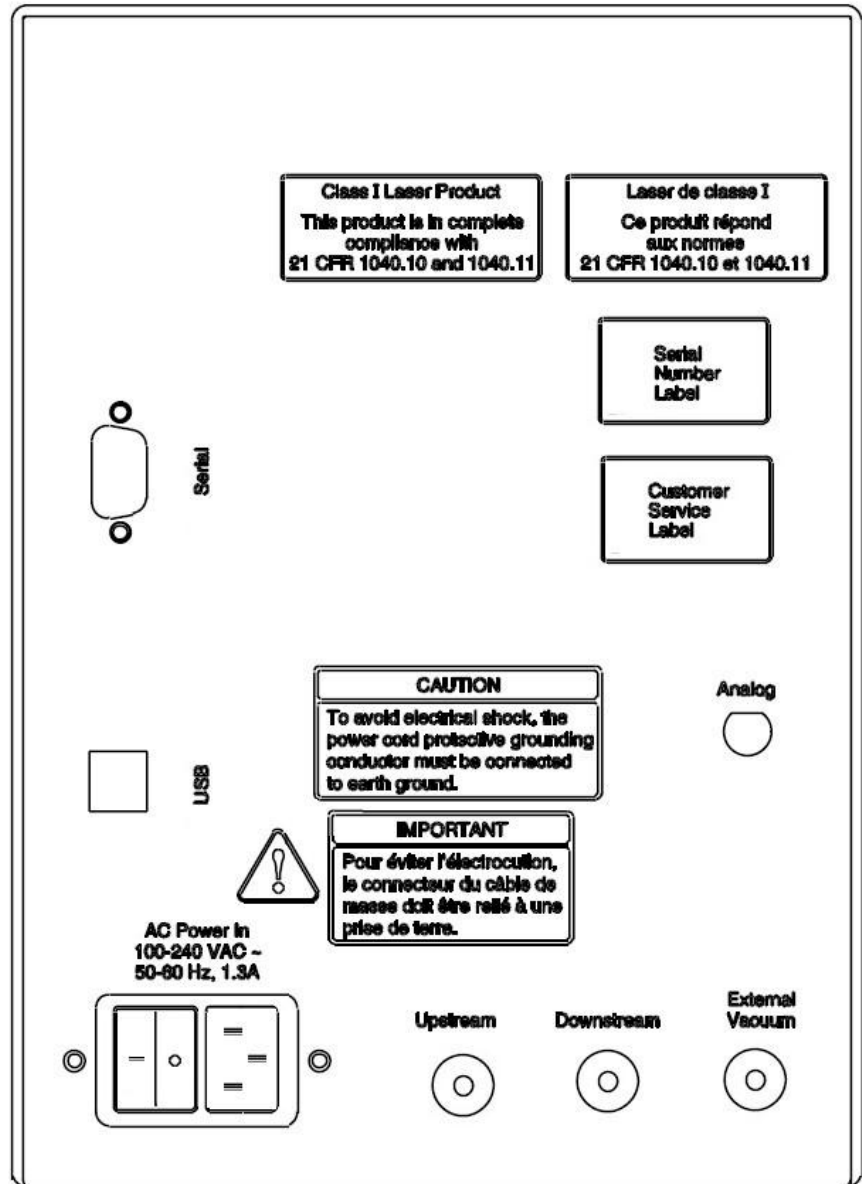 Class I Laser Product
This product is in complete
compliance with
21 CFR 1040.10 and 1040.11
Laser de classe I
Ce produit répond
aux normes
21 CFR 1040.10 et 1040.11
Serial
Number
Label
Serial
Customer
Service
Label
CAUTION
To avoid electrical shock, the
power cord protective grounding
conductor must be connected
to earth ground.
Analog
USB
IMPORTANT
Pour éviter l'électrocution,
le connecteur du câble de
masse doit être relié à une
prise de terre.
!
AC Power In
100-240 VAC ~
50-60 Hz, 1.3A
Upstream
Downstream
External
Vacuum